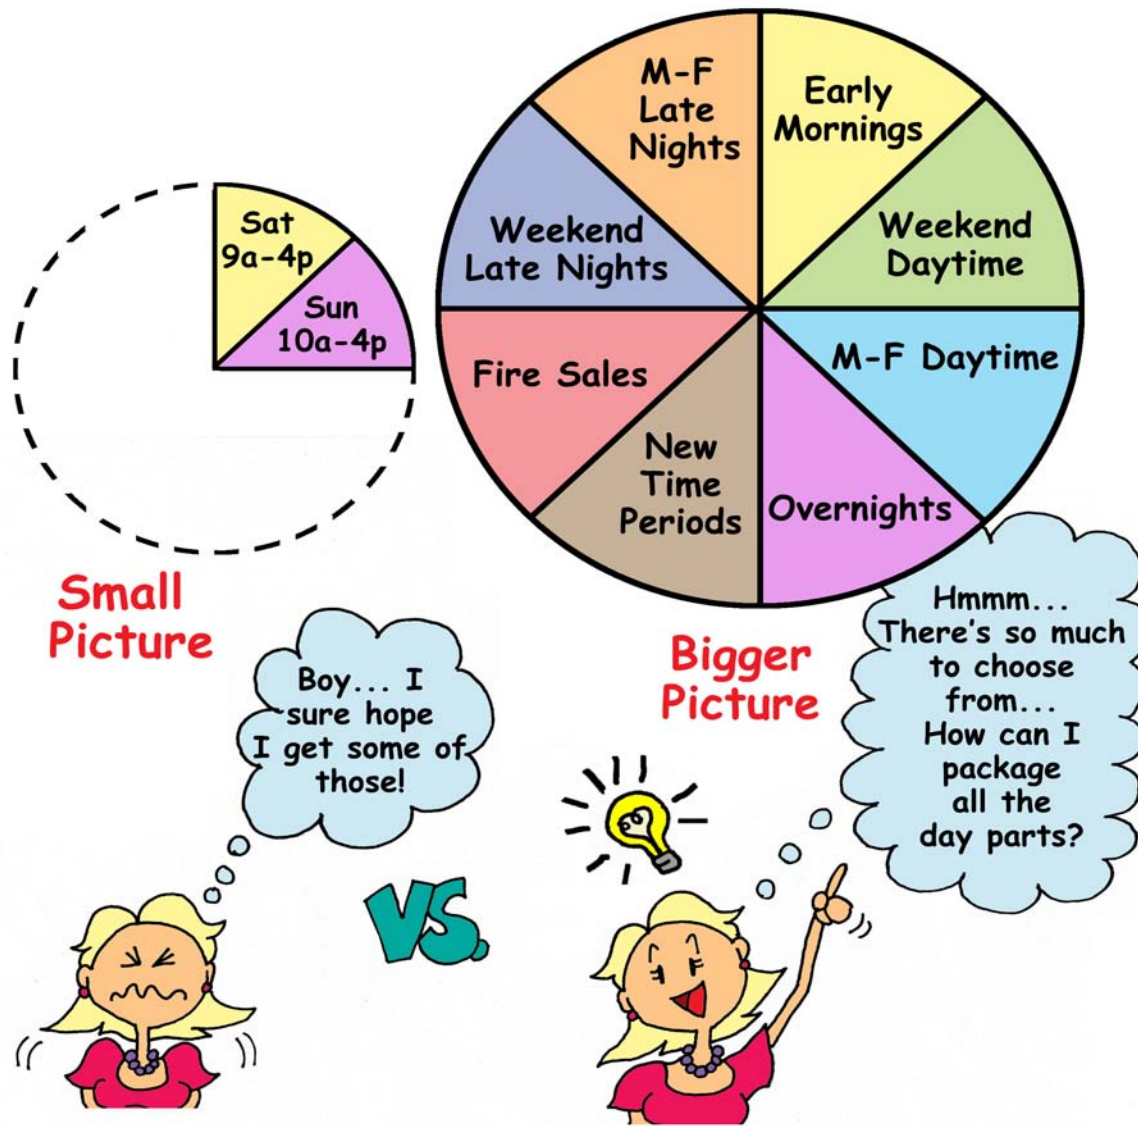 Sat
9a-4p
Sun
10a-4p
M-F
Late
Nights
Early
Mornings
Weekend
Late Nights
Weekend
Daytime
Fire Sales
M-F Daytime
New
Time
Periods
Overnights
Small
Picture
Bigger
Picture
Boy... I
sure hope
I get some of
those!
VS.
Hmmm...
There's so much
to choose
from...
How can I
package
all the
day parts?